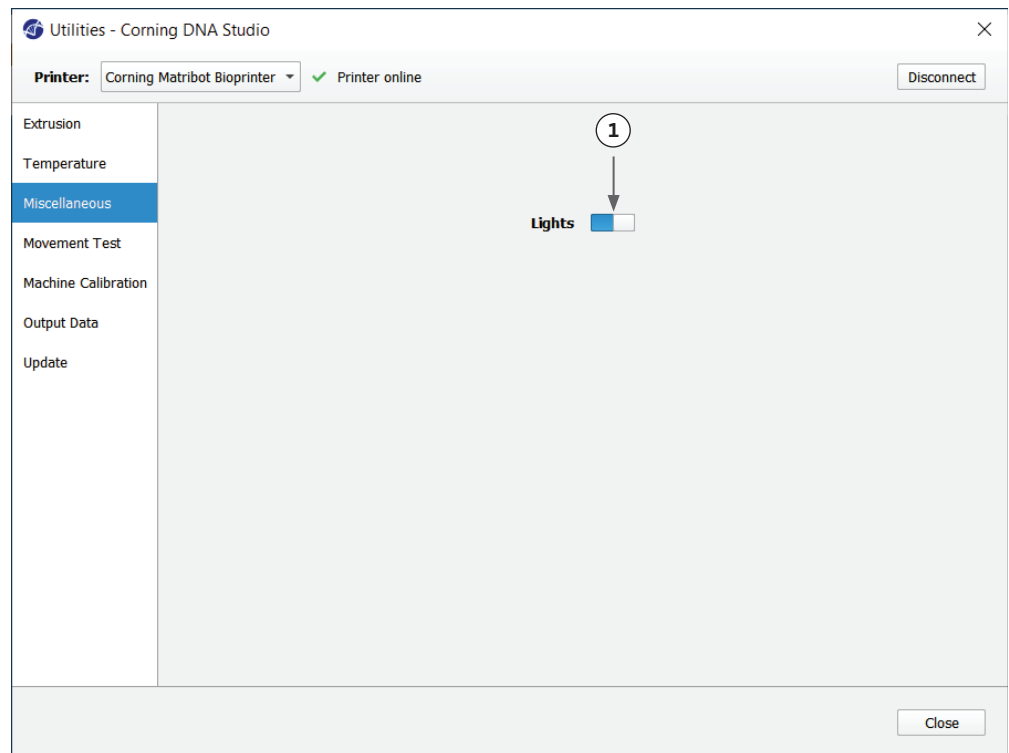 Utilities - Corning DNA Studio
Printer: Corning Matribot Bioprinter Printer online Disconnect
Extrusion
1
Temperature
Miscellaneous
Lights
Movement Test
Machine Calibration
Output Data
Update
Close